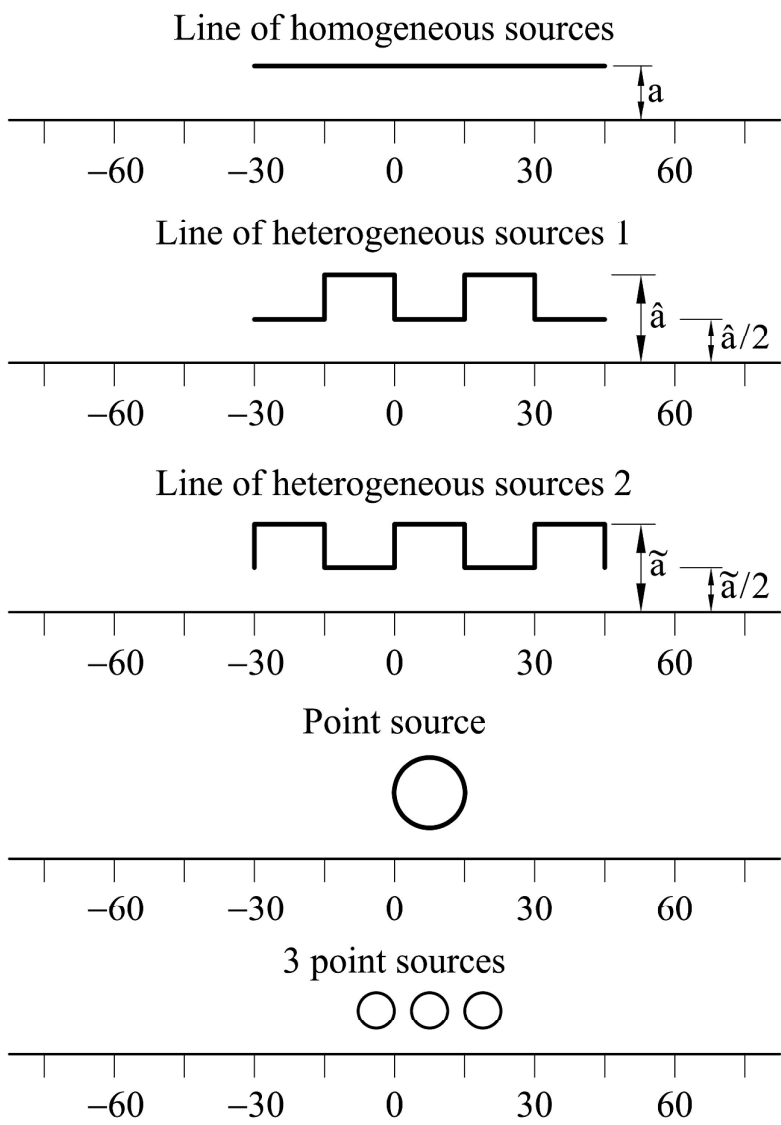 Line of homogeneous sources
a
−60 −30 0 30 60
Line of heterogeneous sources 1
â
â/2
−60 −30 0 30 60
Line of heterogeneous sources 2
ã
ã/2
−60 −30 0 30 60
Point source
−60 −30 0 30 60
3 point sources
−60 −30 0 30 60